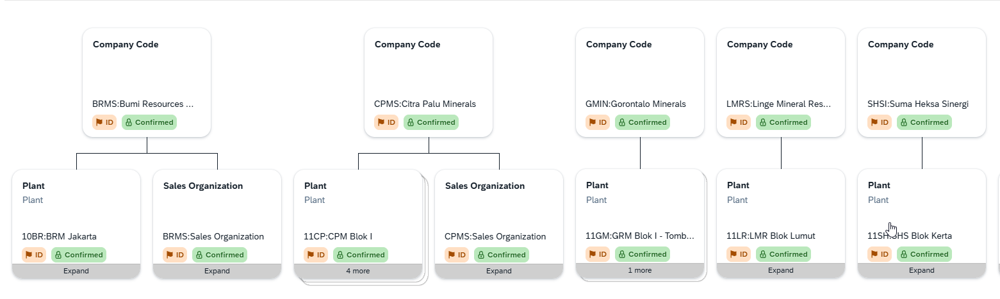 Company Code
BRMS:Bumi Resources ...
ID Confirmed
Company Code
CPMS:Citra Palu Minerals
ID Confirmed
Company Code
GMIN:Gorontalo Minerals
ID Confirmed
Company Code
LMRS:Linge Mineral Res...
ID Confirmed
Company Code
SHSI:Suma Heksa Sinergi
ID Confirmed
Plant
Plant
10BR:BRM Jakarta
ID Confirmed
Expand
Sales Organization
BRMS:Sales Organization
ID Confirmed
Expand
Plant
Plant
11CP:CPM Blok I
ID Confirmed
4 more
Sales Organization
CPMS:Sales Organization
ID Confirmed
Expand
Plant
Plant
11GM:GRM Blok I - Tomb...
ID Confirmed
1 more
Plant
Plant
11LR:LMR Blok Lumut
ID Confirmed
Expand
Plant
Plant
11SH:SHS Blok Kerta
ID Confirmed
Expand